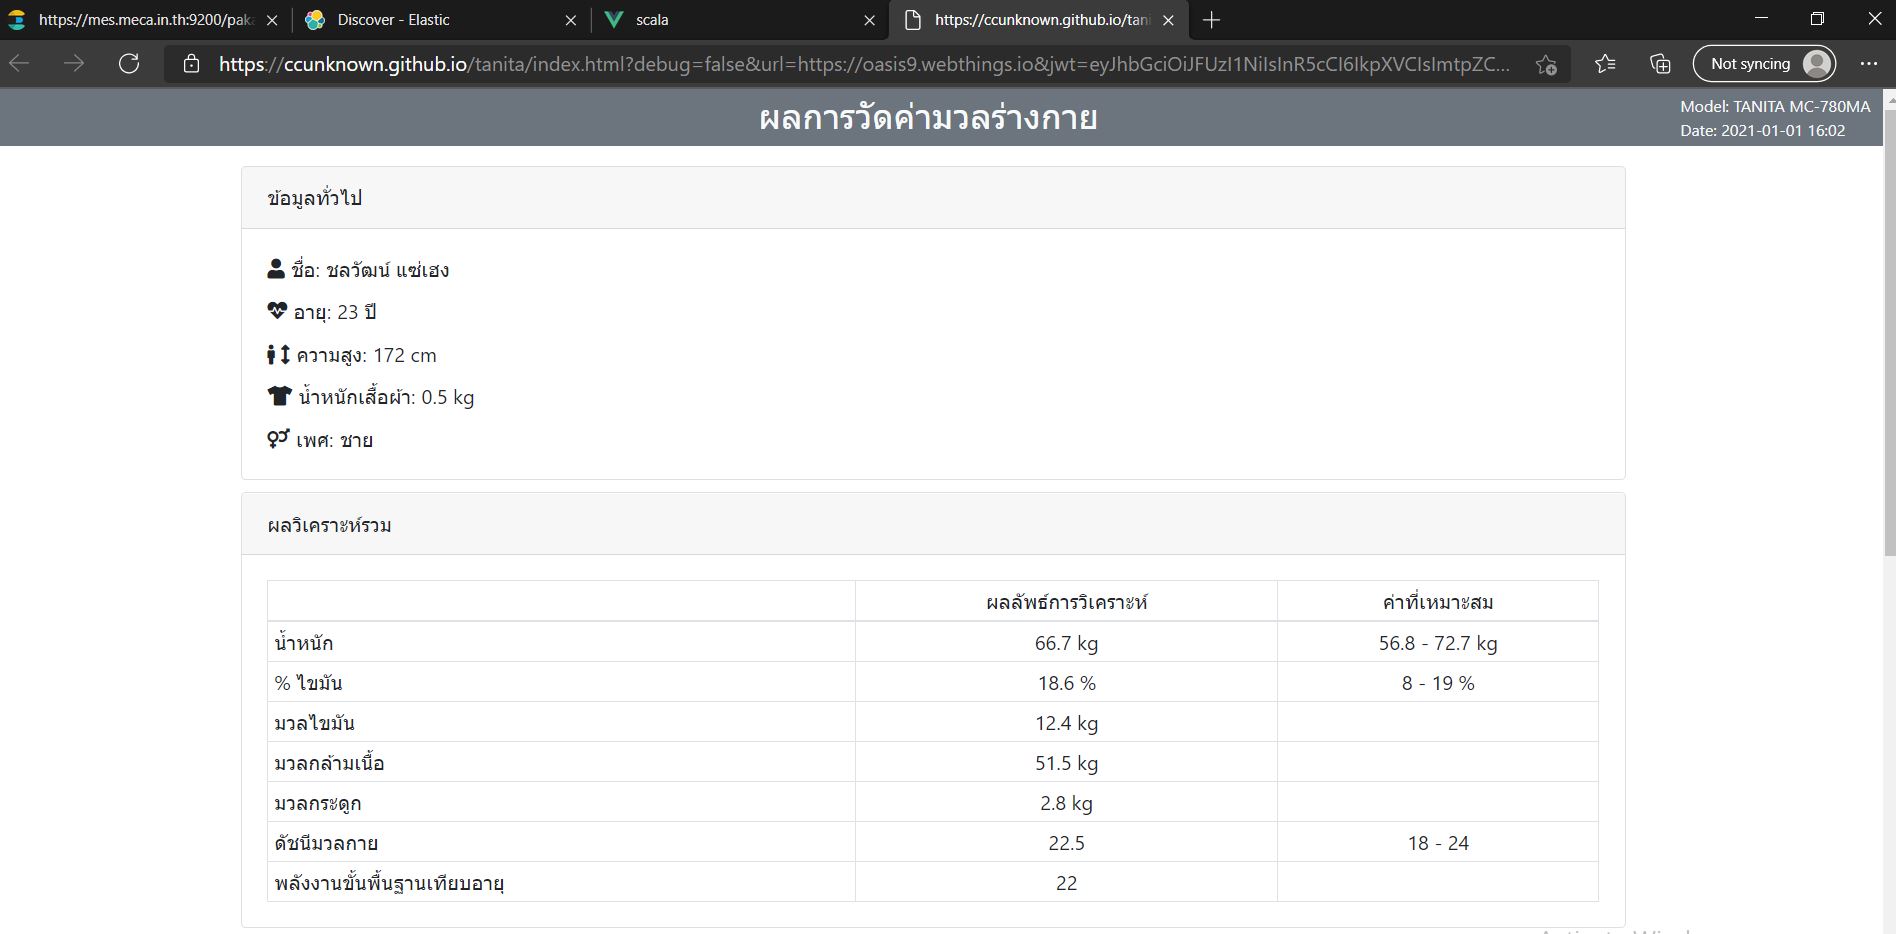 https://mes.meca.in.th:9200/paka
Discover - Elastic
scala
https://ccunknown.github.io/tani
https://ccunknown.github.io/tanita/index.html?debug=false&url=https://oasis9.webthings.io&jwt=eyJhbGciOiJFUzI1NiIsInR5cCI6IkpXVCIsImtpZC...
Not syncing
ผลการวัดค่ามวลร่างกาย
Model: TANITA MC-780MA
Date: 2021-01-01 16:02
ข้อมูลทั่วไป
ชื่อ: ชลวัฒน์ แซ่เฮง
อายุ: 23 ปี
ความสูง: 172 cm
น้ำหนักเสื้อผ้า: 0.5 kg
เพศ: ชาย
ผลวิเคราะห์รวม
ผลลัพธ์การวิเคราะห์ ค่าที่เหมาะสม
น้ำหนัก 66.7 kg 56.8 - 72.7 kg
% ไขมัน 18.6 % 8 - 19 %
มวลไขมัน 12.4 kg
มวลกล้ามเนื้อ 51.5 kg
มวลกระดูก 2.8 kg
ดัชนีมวลกาย 22.5 18 - 24
พลังงานขั้นพื้นฐานเทียบอายุ 22